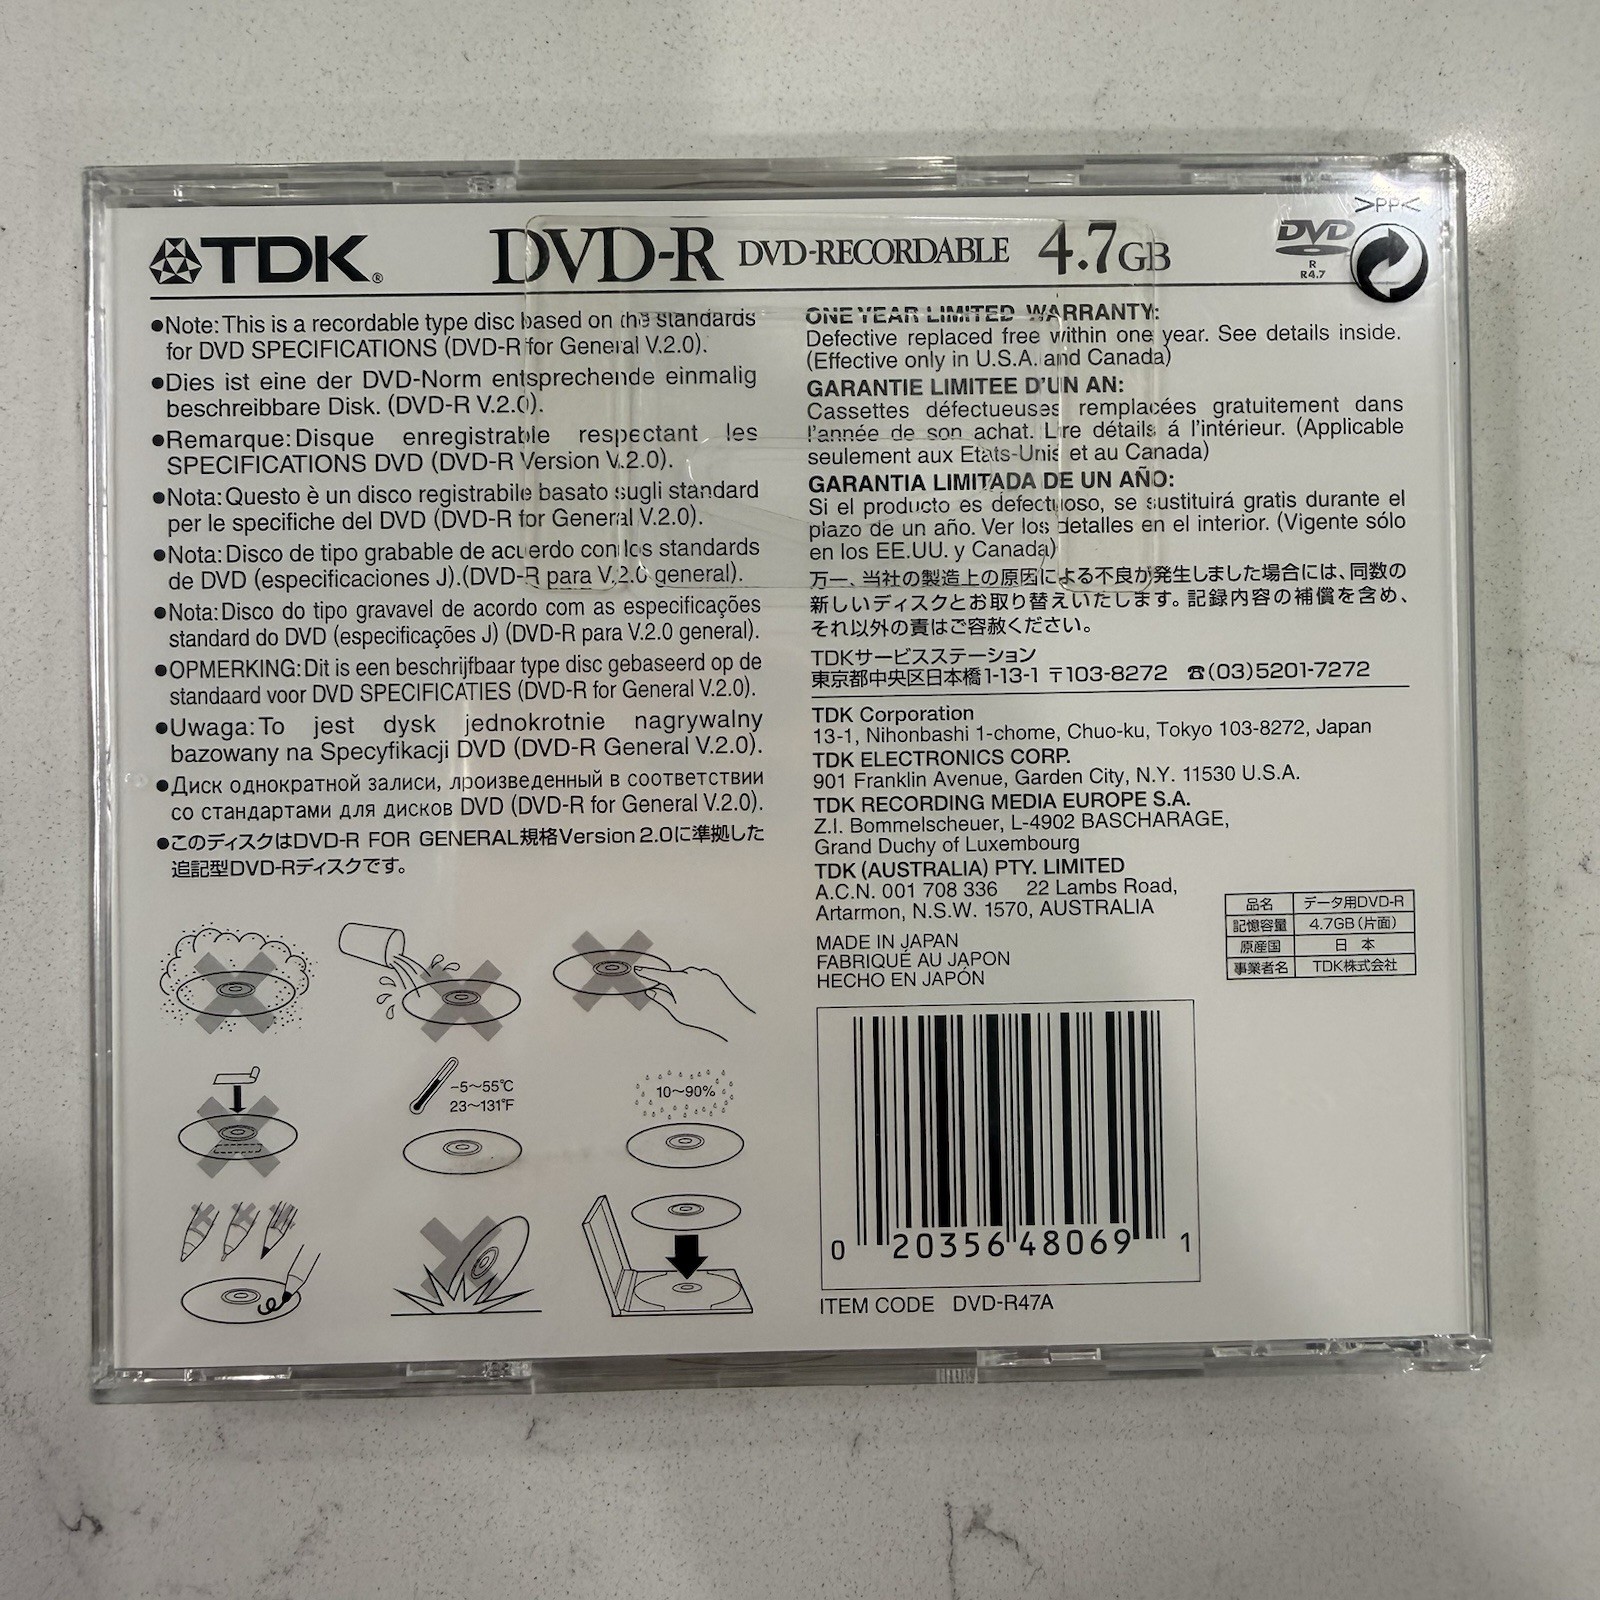 TDK®
DVD-R DVD-RECORDABLE 4.7GB
DVD
R
R4.7
>PP<
●Note: This is a recordable type disc based on the standards
for DVD SPECIFICATIONS (DVD-R for General V.2.0).
●Dies ist eine der DVD-Norm entsprechende einmalig
beschreibbare Disk. (DVD-R V.2.0).
●Remarque: Disque enregistrable respectant les
SPECIFICATIONS DVD (DVD-R Version V.2.0).
●Nota: Questo è un disco registrabile basato sugli standard
per le specifiche del DVD (DVD-R for General V.2.0).
●Nota: Disco de tipo grabable de acuerdo con los standards
de DVD (especificaciones J).(DVD-R para V.2.0 general).
●Nota: Disco do tipo gravavel de acordo com as especificações
standard do DVD (especificações J) (DVD-R para V.2.0 general).
●OPMERKING: Dit is een beschrijfbaar type disc gebaseerd op de
standaard voor DVD SPECIFICATIES (DVD-R for General V.2.0).
●Uwaga: To jest dysk jednokrotnie nagrywalny
bazowany na Specyfikacji DVD (DVD-R General V.2.0).
●Диск однократной записи, произведенный в соответствии
со стандартами для дисков DVD (DVD-R for General V.2.0).
●このディスクはDVD-R FOR GENERAL規格Version 2.0に準拠した
追記型DVD-Rディスクです。
-5～55℃
23～131°F
10～90%
ONE YEAR LIMITED WARRANTY:
Defective replaced free within one year. See details inside.
(Effective only in U.S.A. and Canada)
GARANTIE LIMITEE D'UN AN:
Cassettes défectueuses remplacées gratuitement dans
l'année de son achat. Lire détails á l'intérieur. (Applicable
seulement aux Etats-Unis et au Canada)
GARANTIA LIMITADA DE UN AÑO:
Si el producto es defectuoso, se sustituirá gratis durante el
plazo de un año. Ver los detalles en el interior. (Vigente sólo
en los EE.UU. y Canada)
万一、当社の製造上の原因による不良が発生しました場合には、同数の
新しいディスクとお取り替えいたします。記録内容の補償を含め、
それ以外の責はご容赦ください。
TDKサービスステーション
東京都中央区日本橋1-13-1 〒103-8272 ☎(03)5201-7272
TDK Corporation
13-1, Nihonbashi 1-chome, Chuo-ku, Tokyo 103-8272, Japan
TDK ELECTRONICS CORP.
901 Franklin Avenue, Garden City, N.Y. 11530 U.S.A.
TDK RECORDING MEDIA EUROPE S.A.
Z.I. Bommelscheuer, L-4902 BASCHARAGE,
Grand Duchy of Luxembourg
TDK (AUSTRALIA) PTY. LIMITED
A.C.N. 001 708 336 22 Lambs Road,
Artarmon, N.S.W. 1570, AUSTRALIA
MADE IN JAPAN
FABRIQUÉ AU JAPON
HECHO EN JAPÓN
品名 データ用DVD-R
記憶容量 4.7GB(片面)
原産国 日本
事業者名 TDK株式会社
0 20356 48069 1
ITEM CODE DVD-R47A